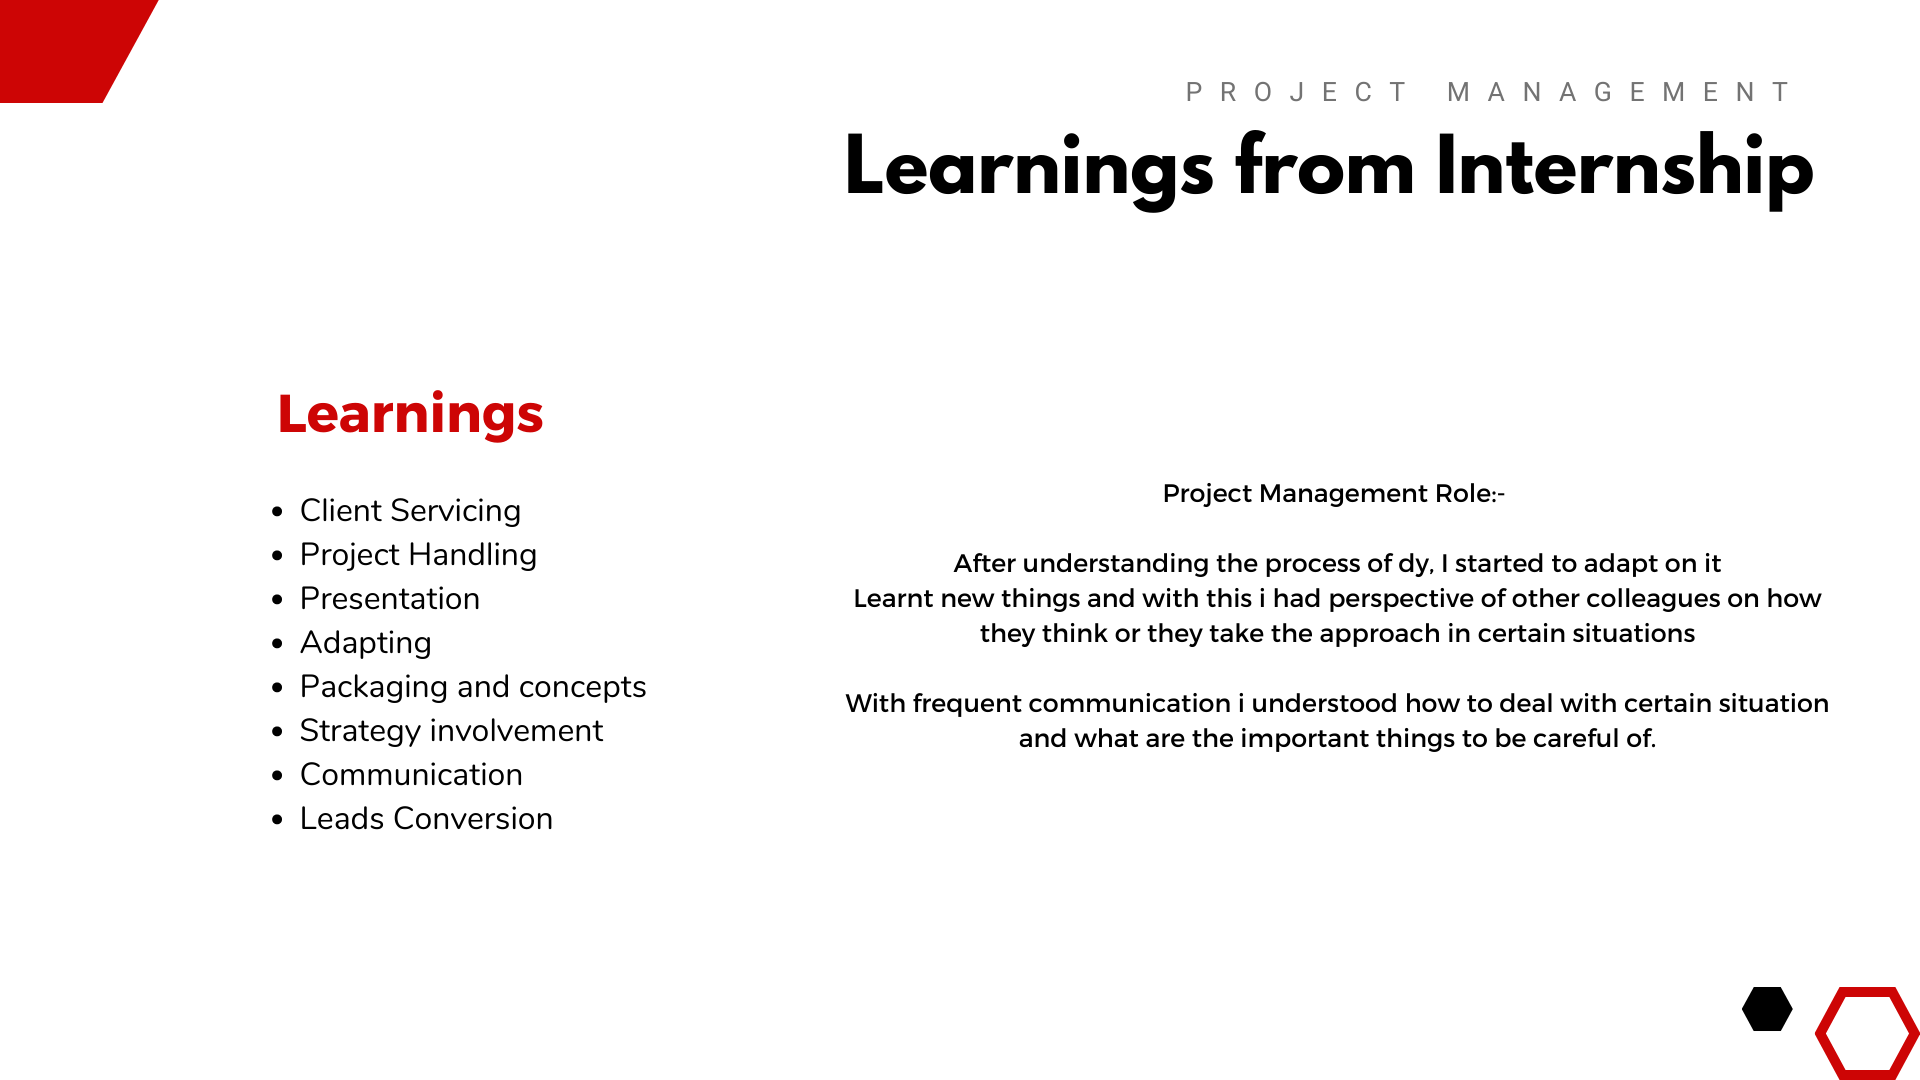 PROJECT MANAGEMENT
Learnings from Internship
Learnings
• Client Servicing
• Project Handling
• Presentation
• Adapting
• Packaging and concepts
• Strategy involvement
• Communication
• Leads Conversion
Project Management Role:-
After understanding the process of dy, I started to adapt on it
Learnt new things and with this i had perspective of other colleagues on how
they think or they take the approach in certain situations
With frequent communication i understood how to deal with certain situation
and what are the important things to be careful of.